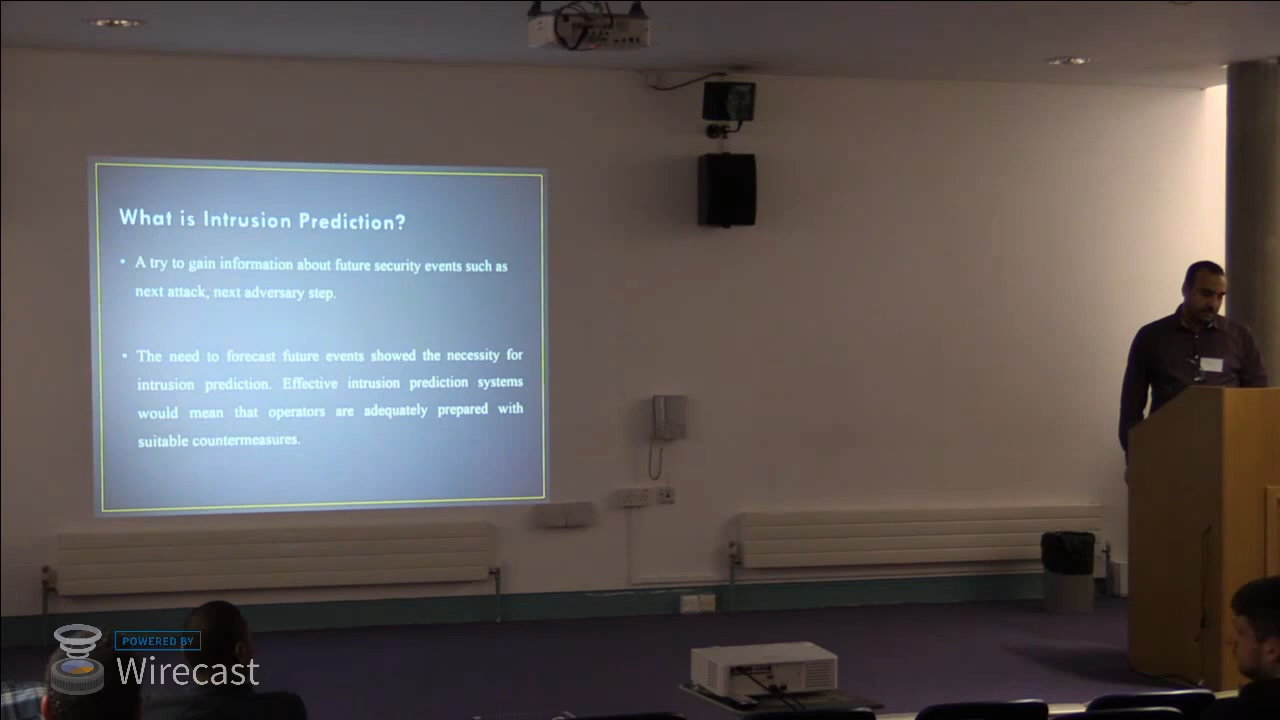 What is Intrusion Prediction?
• A try to gain information about future security events such as
next attack, next adversary step.
• The need to forecast future events showed the necessity for
intrusion prediction. Effective intrusion prediction systems
would mean that operators are adequately prepared with
suitable countermeasures.
POWERED BY
Wirecast